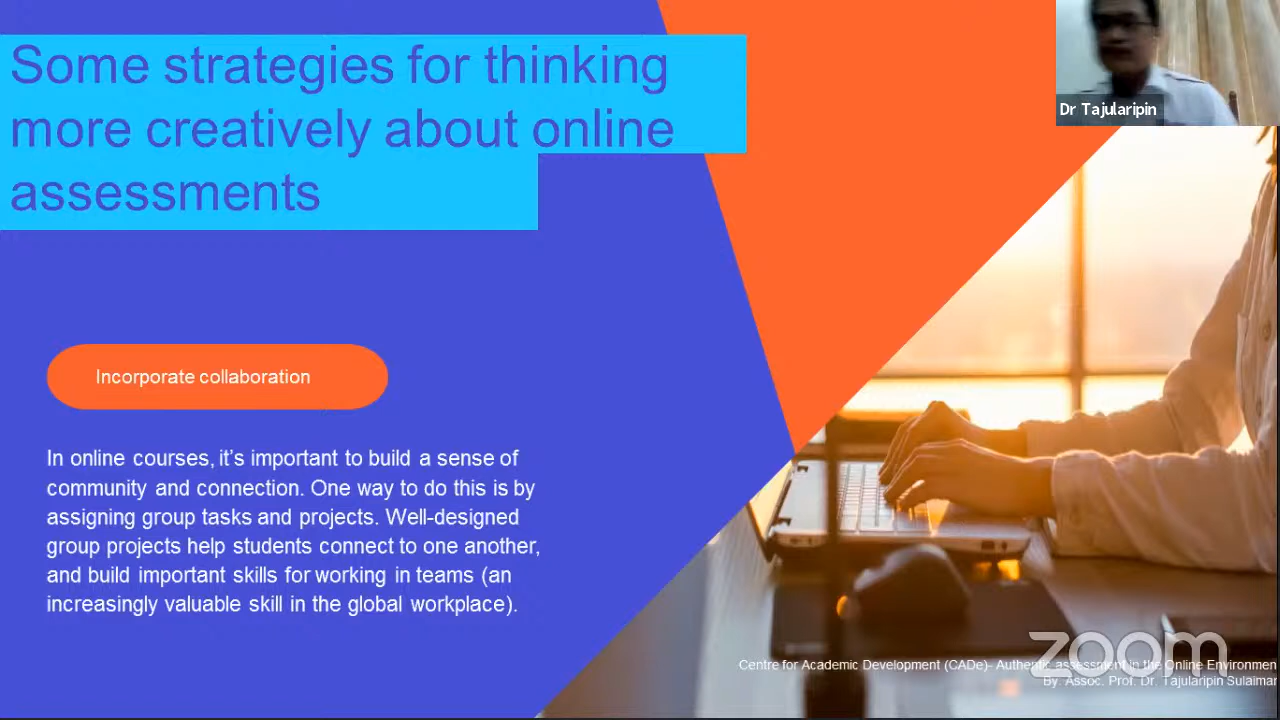 Some strategies for thinking
more creatively about online
assessments
Dr Tajularipin
Incorporate collaboration
In online courses, it's important to build a sense of
community and connection. One way to do this is by
assigning group tasks and projects. Well-designed
group projects help students connect to one another,
and build important skills for working in teams (an
increasingly valuable skill in the global workplace).
zoom
Centre for Academic Development (CADe)- Authentic assessment in the Online Environmen
By. Assoc. Prof. Dr. Tajularipin Sulaiman